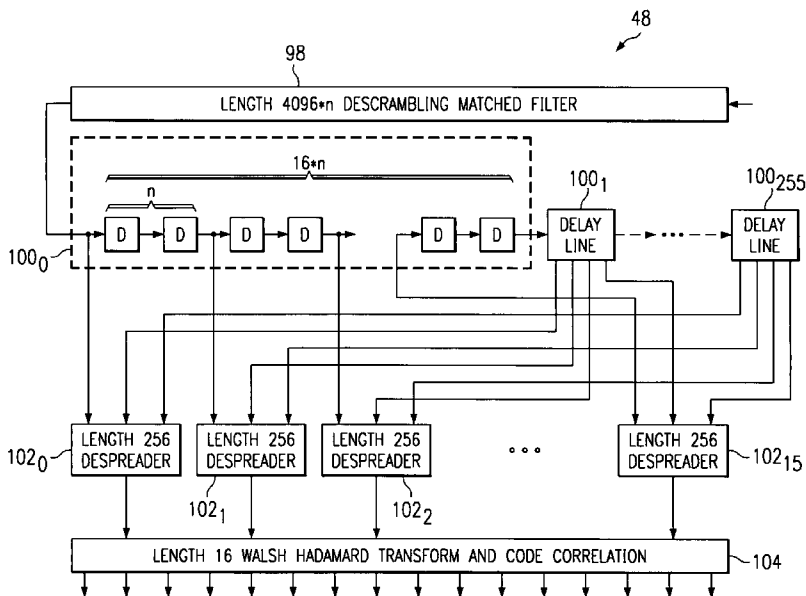 48
98
LENGTH 4096*n DESCRAMBLING MATCHED FILTER
16*n
n
100₁
100₂₅₅
D D D D D D
DELAY LINE
DELAY LINE
100₀
LENGTH 256 DESPREADER
LENGTH 256 DESPREADER
LENGTH 256 DESPREADER
LENGTH 256 DESPREADER
102₀
102₁
102₂
102₁₅
LENGTH 16 WALSH HADAMARD TRANSFORM AND CODE CORRELATION
104